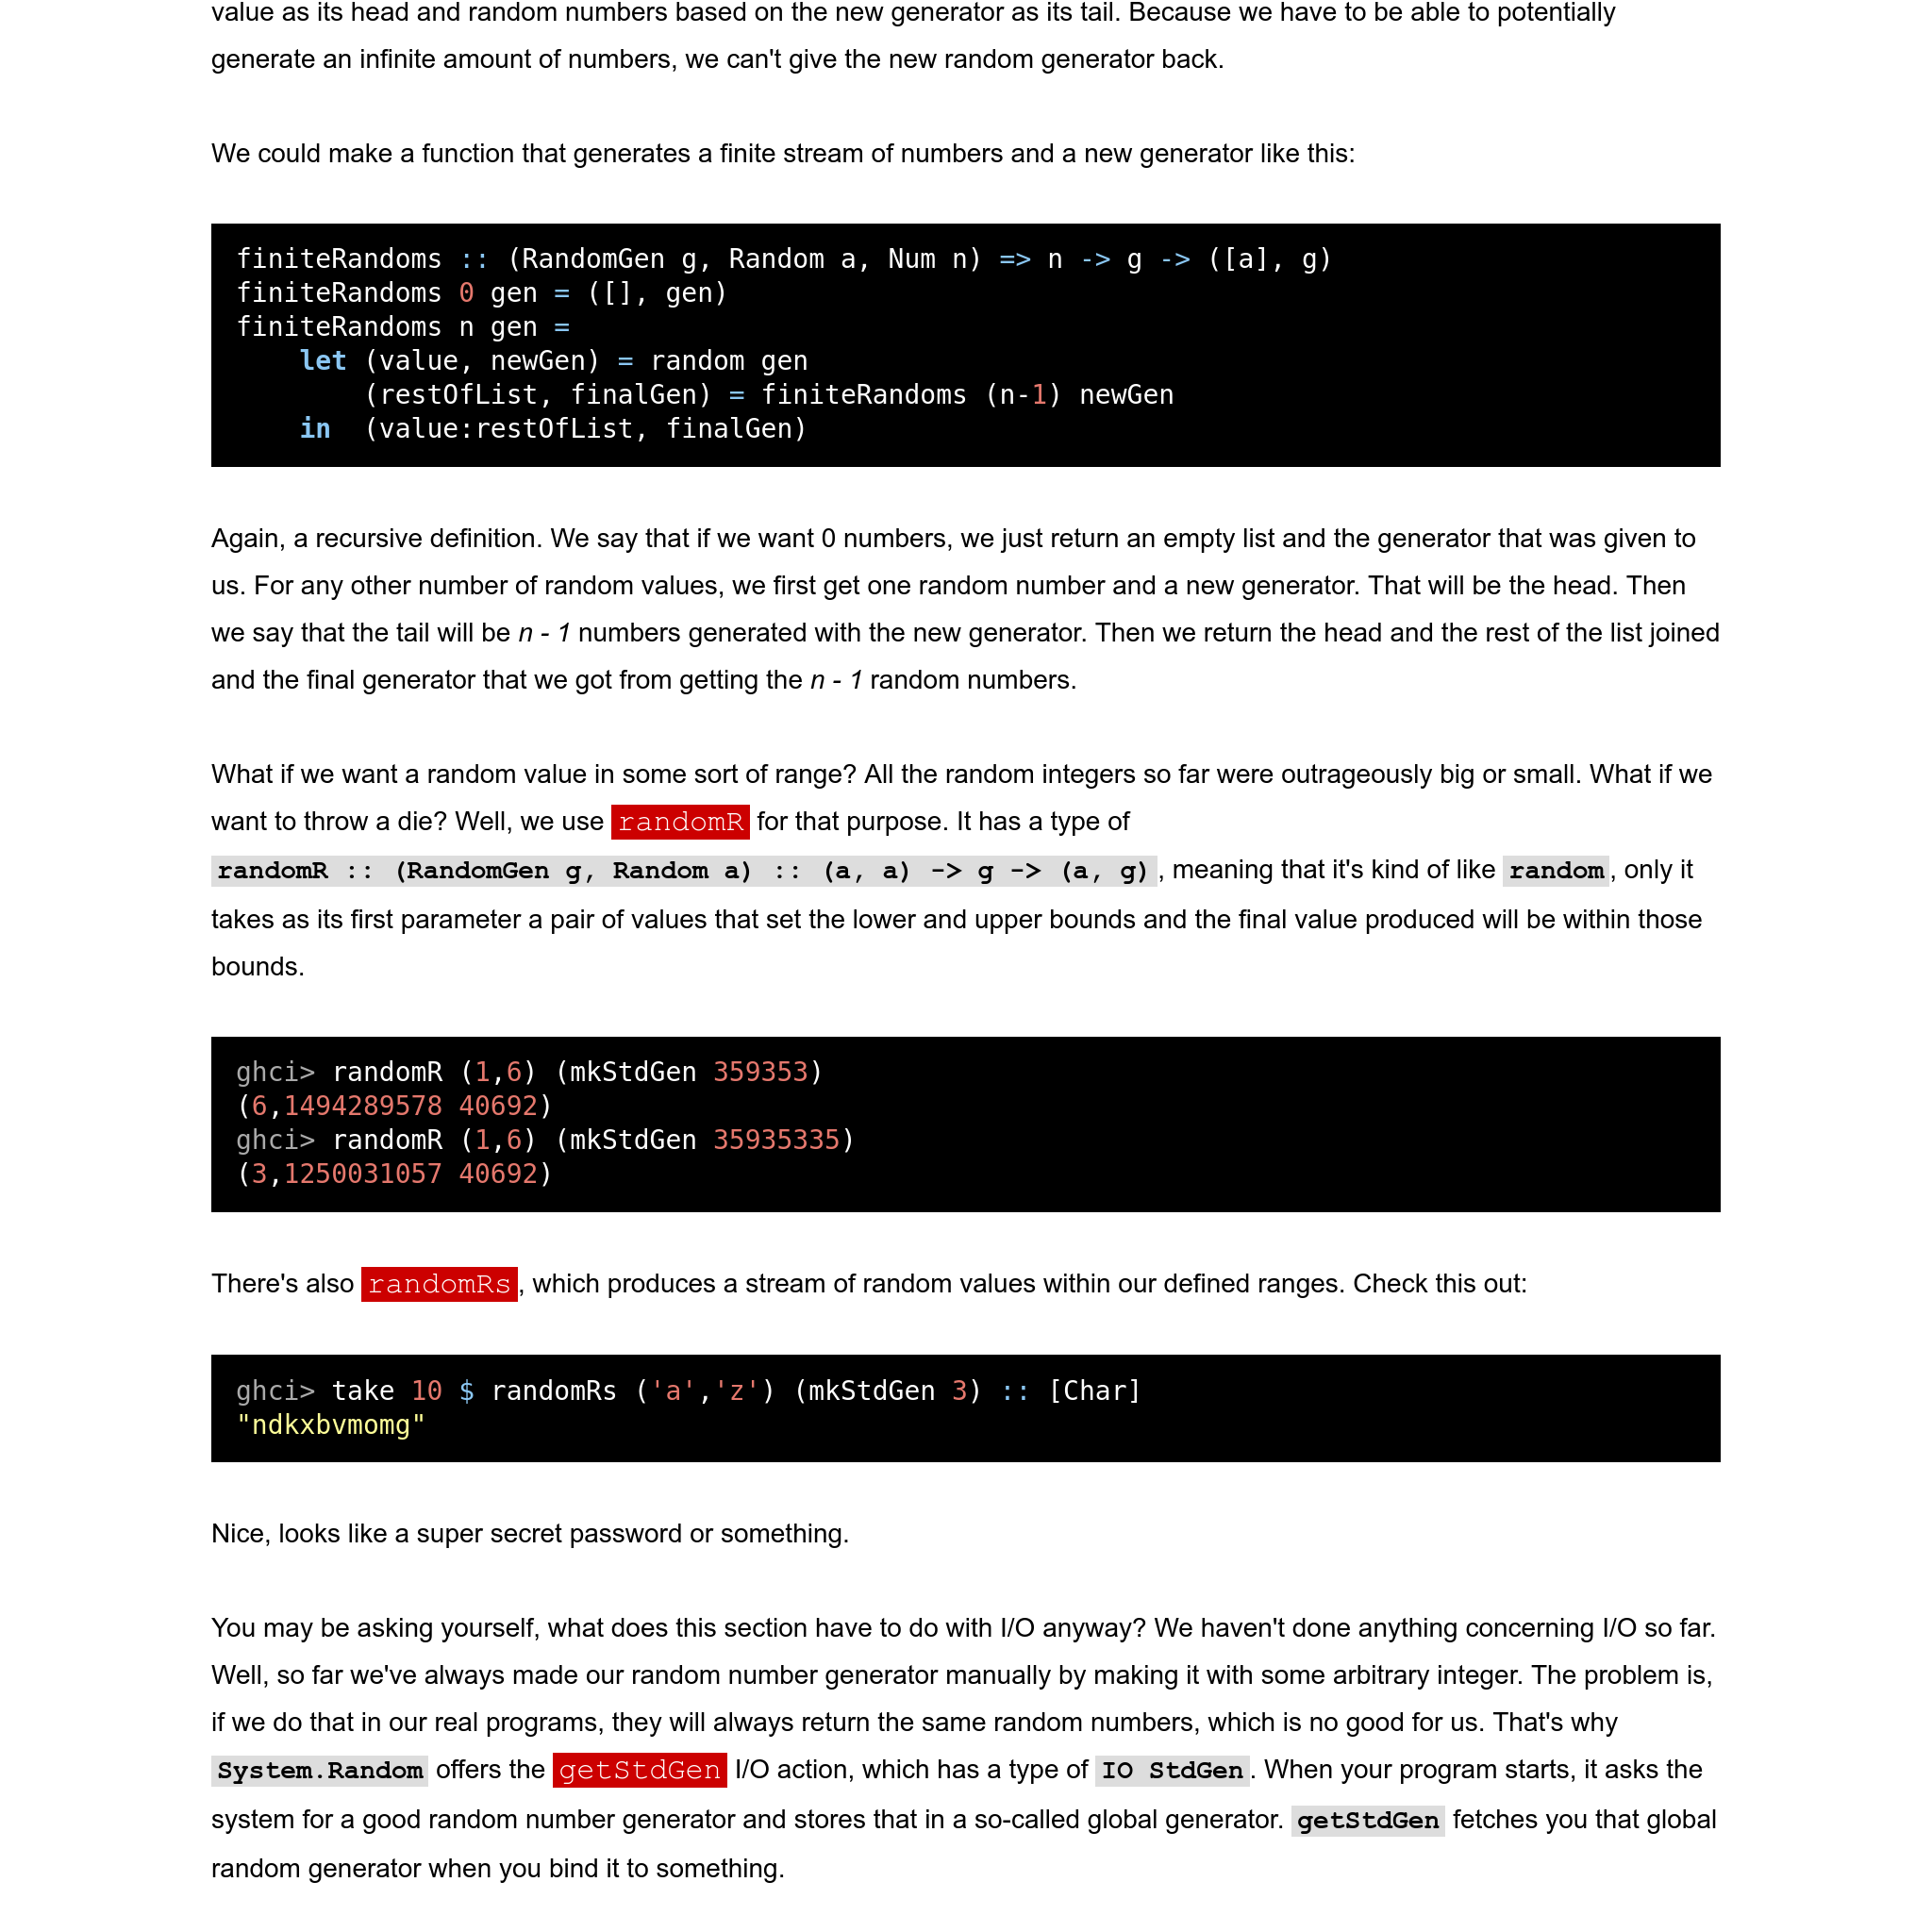 value as its head and random numbers based on the new generator as its tail. Because we have to be able to potentially
generate an infinite amount of numbers, we can't give the new random generator back.
We could make a function that generates a finite stream of numbers and a new generator like this:
finiteRandoms :: (RandomGen g, Random a, Num n) => n -> g -> ([a], g)
finiteRandoms 0 gen = ([], gen)
finiteRandoms n gen =
    let (value, newGen) = random gen
        (restOfList, finalGen) = finiteRandoms (n-1) newGen
    in  (value:restOfList, finalGen)
Again, a recursive definition. We say that if we want 0 numbers, we just return an empty list and the generator that was given to
us. For any other number of random values, we first get one random number and a new generator. That will be the head. Then
we say that the tail will be n - 1 numbers generated with the new generator. Then we return the head and the rest of the list joined
and the final generator that we got from getting the n - 1 random numbers.
What if we want a random value in some sort of range? All the random integers so far were outrageously big or small. What if we
want to throw a die? Well, we use randomR for that purpose. It has a type of
randomR :: (RandomGen g, Random a) :: (a, a) -> g -> (a, g), meaning that it's kind of like random, only it
takes as its first parameter a pair of values that set the lower and upper bounds and the final value produced will be within those
bounds.
ghci> randomR (1,6) (mkStdGen 359353)
(6,1494289578 40692)
ghci> randomR (1,6) (mkStdGen 35935335)
(3,1250031057 40692)
There's also randomRs, which produces a stream of random values within our defined ranges. Check this out:
ghci> take 10 $ randomRs ('a','z') (mkStdGen 3) :: [Char]
"ndkxbvmomg"
Nice, looks like a super secret password or something.
You may be asking yourself, what does this section have to do with I/O anyway? We haven't done anything concerning I/O so far.
Well, so far we've always made our random number generator manually by making it with some arbitrary integer. The problem is,
if we do that in our real programs, they will always return the same random numbers, which is no good for us. That's why
System.Random offers the getStdGen I/O action, which has a type of IO StdGen. When your program starts, it asks the
system for a good random number generator and stores that in a so-called global generator. getStdGen fetches you that global
random generator when you bind it to something.